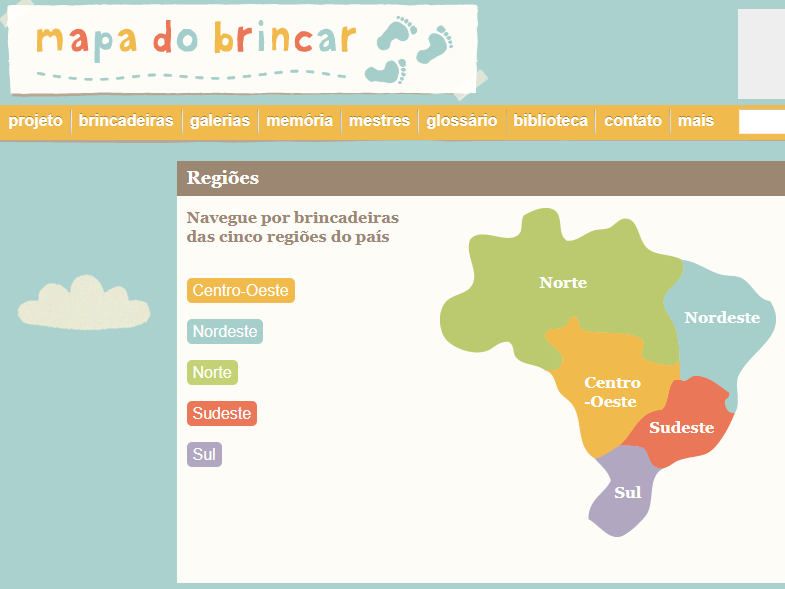 mapa do brincar
projeto brincadeiras galerias memória mestres glossário biblioteca contato mais
Regiões
Navegue por brincadeiras
das cinco regiões do país
Centro-Oeste
Nordeste
Norte
Sudeste
Sul
Norte
Nordeste
Centro
-Oeste
Sudeste
Sul